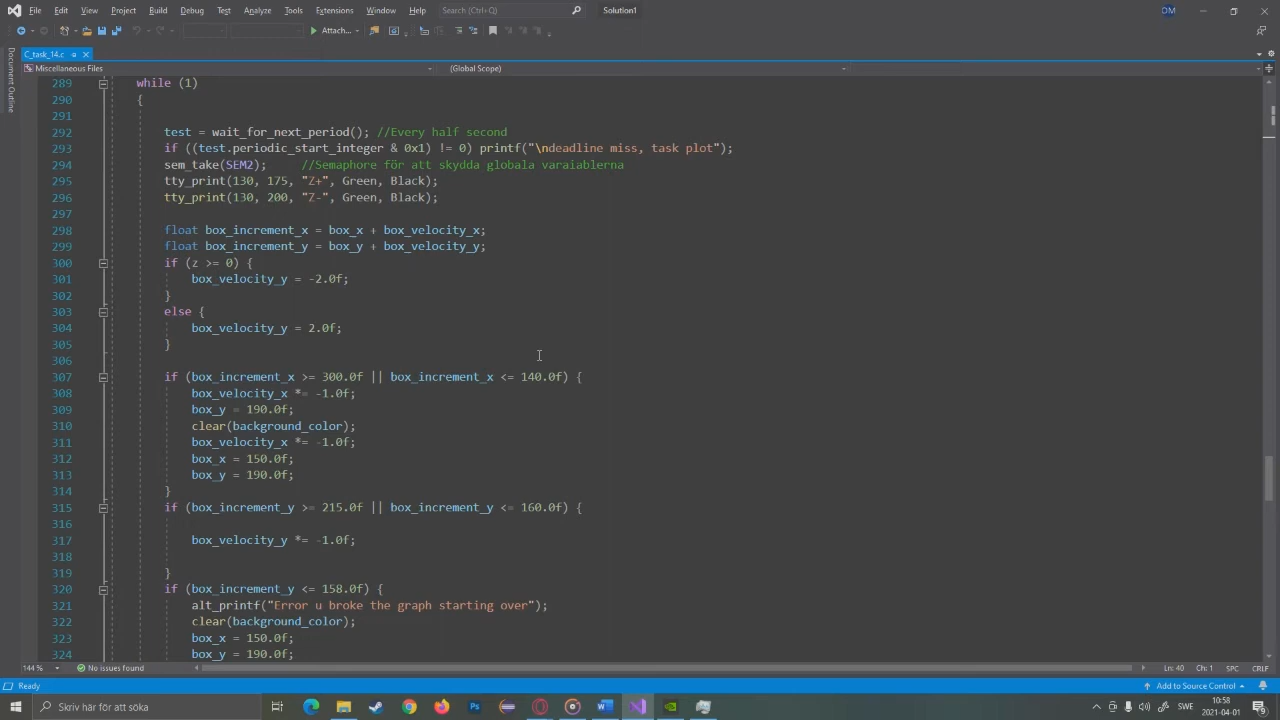 File Edit View Project Build Debug Test Analyze Tools Extensions Window Help Search (Ctrl+Q) Solution1 DM
Attach...
C_task_14.c
Miscellaneous Files (Global Scope)
Document Outline
289 while (1)
290 {
291
292 test = wait_for_next_period(); //Every half second
293 if ((test.periodic_start_integer & 0x1) != 0) printf("\ndeadline miss, task plot");
294 sem_take(SEM2); //Semaphore för att skydda globala varaiablerna
295 tty_print(130, 175, "Z+", Green, Black);
296 tty_print(130, 200, "Z-", Green, Black);
297
298 float box_increment_x = box_x + box_velocity_x;
299 float box_increment_y = box_y + box_velocity_y;
300 if (z >= 0) {
301 box_velocity_y = -2.0f;
302 }
303 else {
304 box_velocity_y = 2.0f;
305 }
306
307 if (box_increment_x >= 300.0f || box_increment_x <= 140.0f) {
308 box_velocity_x *= -1.0f;
309 box_y = 190.0f;
310 clear(background_color);
311 box_velocity_x *= -1.0f;
312 box_x = 150.0f;
313 box_y = 190.0f;
314 }
315 if (box_increment_y >= 215.0f || box_increment_y <= 160.0f) {
316
317 box_velocity_y *= -1.0f;
318
319 }
320 if (box_increment_y <= 158.0f) {
321 alt_printf("Error u broke the graph starting over");
322 clear(background_color);
323 box_x = 150.0f;
324 box_y = 190.0f;
144 % No issues found Ln: 40 Ch: 1 SPC CRLF
Ready Add to Source Control
Skriv här för att söka SWE 10:58
2021-04-01